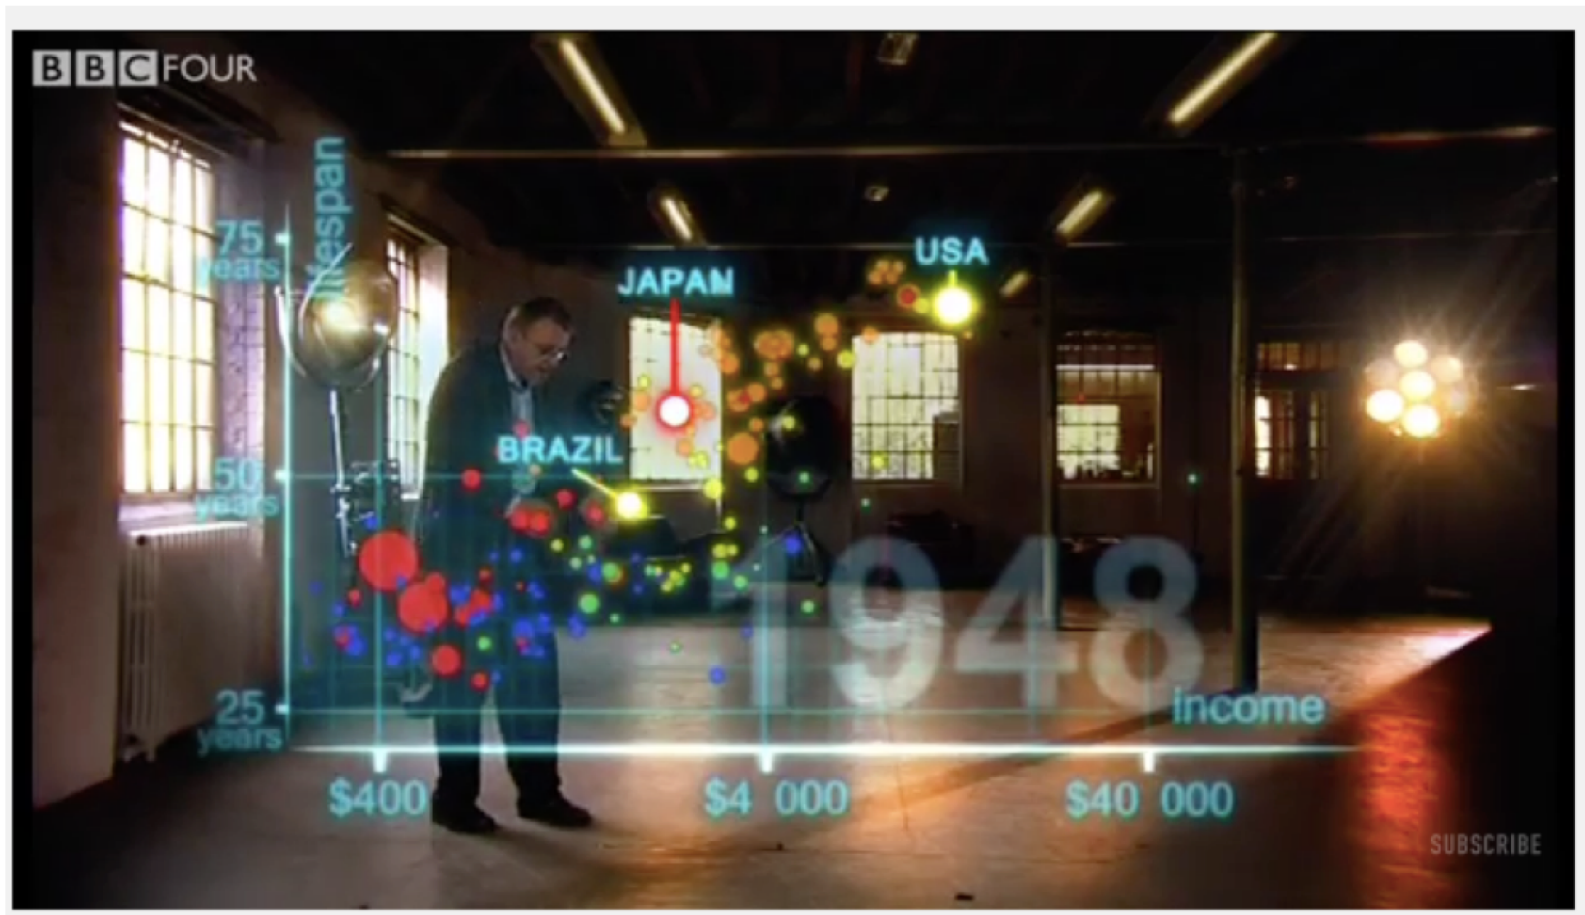 BBC FOUR
lifespan
75
years
USA
JAPAN
BRAZIL
50
years
1948
25
years
income
$400
$4 000
$40 000
SUBSCRIBE